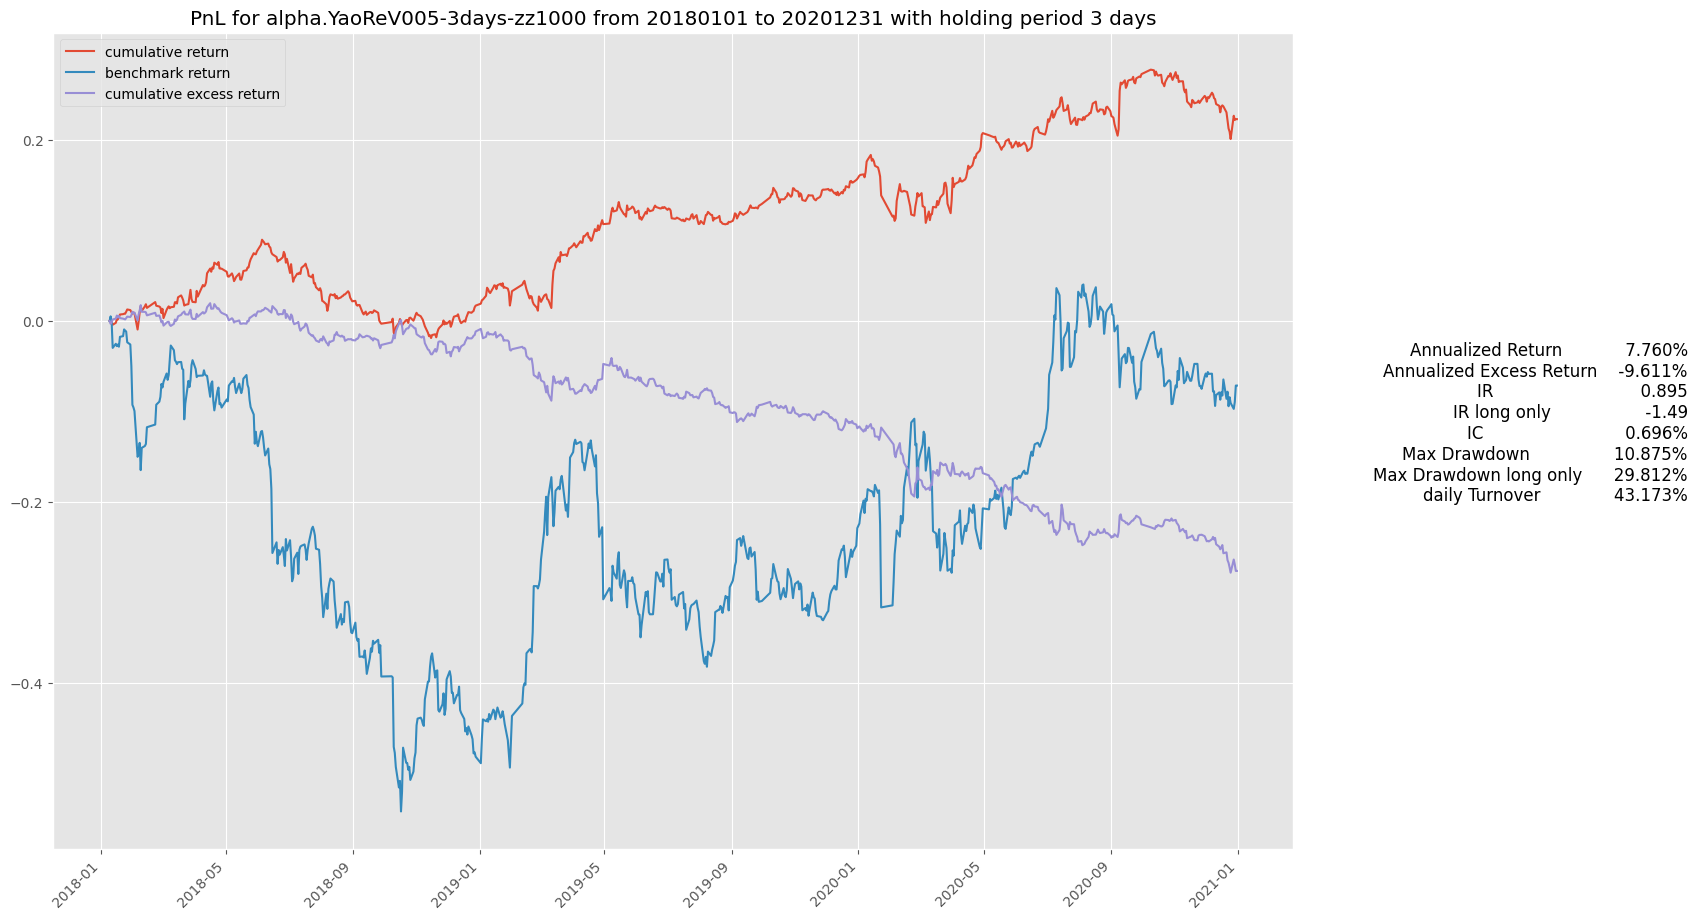 PnL for alpha.YaoReV005-3days-zz1000 from 20180101 to 20201231 with holding period 3 days
cumulative return
benchmark return
cumulative excess return
0.2
0.0
−0.2
−0.4
2018-01
2018-05
2018-09
2019-01
2019-05
2019-09
2020-01
2020-05
2020-09
2021-01
Annualized Return 7.760%
Annualized Excess Return -9.611%
IR 0.895
IR long only -1.49
IC 0.696%
Max Drawdown 10.875%
Max Drawdown long only 29.812%
daily Turnover 43.173%